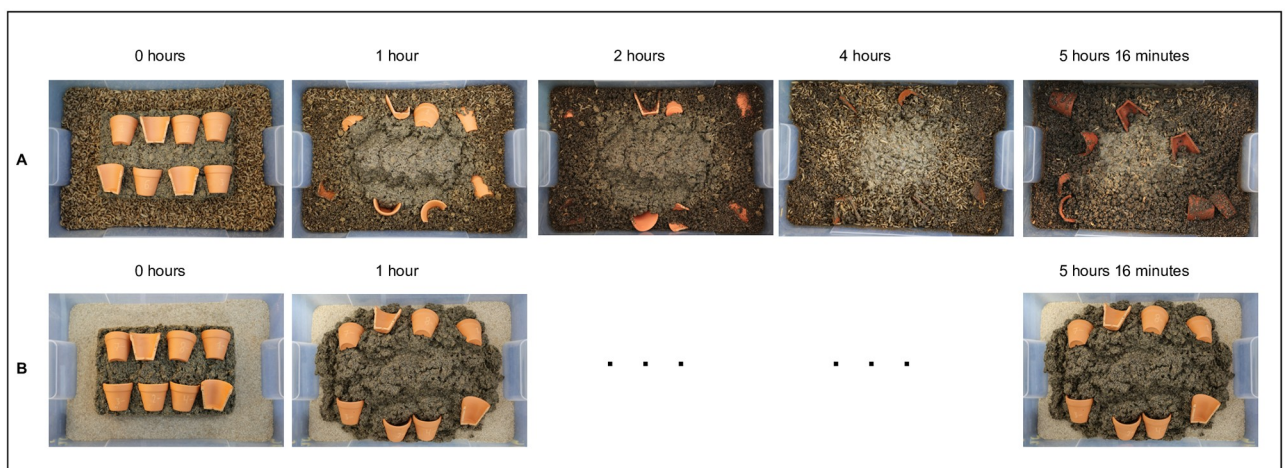 0 hours
1 hour
2 hours
4 hours
5 hours 16 minutes
A
0 hours
1 hour
5 hours 16 minutes
B
. . .
. . .